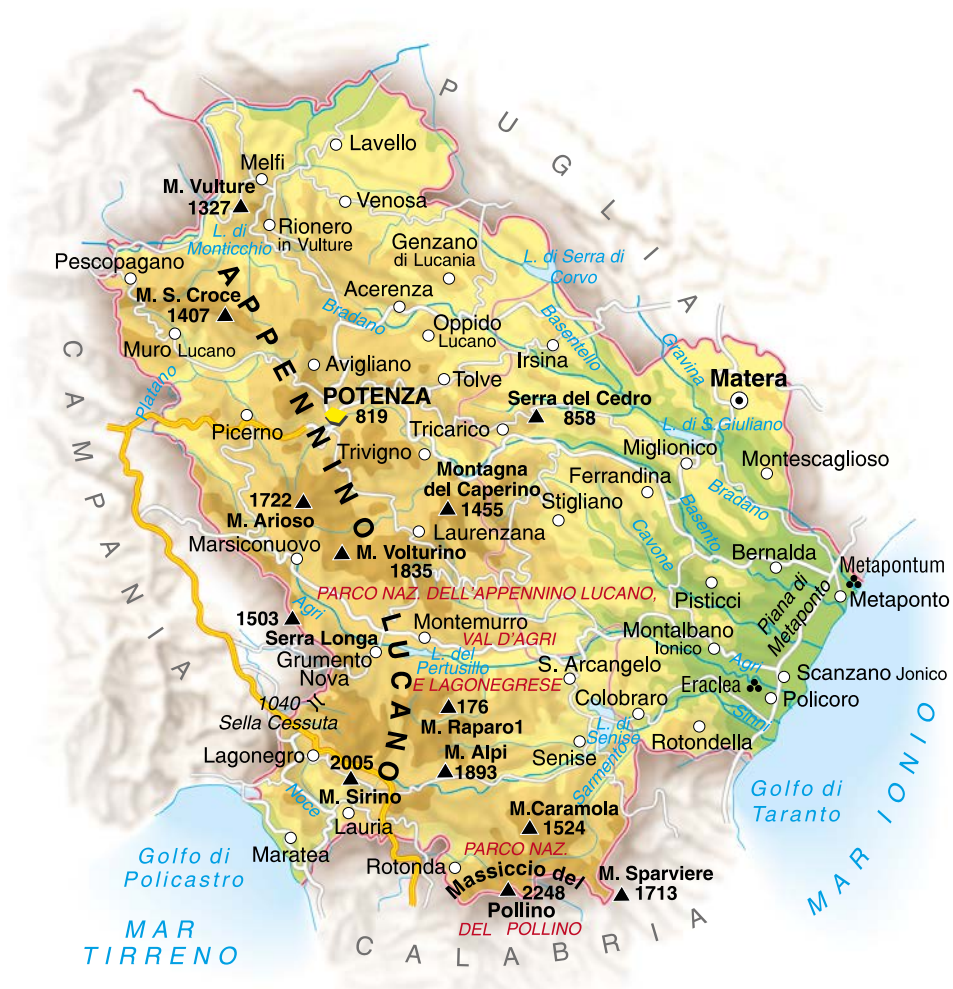 PUGLIA
Lavello
Melfi
M. Vulture
1327
Venosa
Rionero
in Vulture
L. di
Monticchio
Genzano
di Lucania
L. di Serra di
Corvo
Pescopagano
M. S. Croce
1407
APPENNINO LUCANO
Acerenza
Bradano
Oppido
Lucano
Basentello
Muro Lucano
Irsina
Gravina
CAMPANIA
Avigliano
Tolve
Matera
Platano
POTENZA
819
Serra del Cedro
858
Picerno
Tricarico
L. di S.Giuliano
Trivigno
Miglionico
Montescaglioso
Montagna
del Caperino
1455
Ferrandina
1722
M. Arioso
Stigliano
Bradano
Basento
Laurenzana
Cavone
Marsiconuovo
M. Volturino
1835
Bernalda
Metapontum
PARCO NAZ. DELL'APPENNINO LUCANO,
Pisticci
Piana di
Metaponto
Metaponto
Agri
1503
Serra Longa
Montemurro
VAL D'AGRI
Montalbano
Ionico
Grumento
Nova
L. del
Pertusillo
S. Arcangelo
Agri
Scanzano Jonico
E LAGONEGRESE
Eraclea
Policoro
1040
Sella Cessuta
176
M. Raparo1
Colobraro
Sinni
L. di
Senise
Rotondella
Lagonegro
M. Alpi
1893
Senise
Sarmento
2005
M. Sirino
Noce
Golfo di
Taranto
MAR IONIO
M.Caramola
1524
Lauria
Maratea
PARCO NAZ.
Golfo di
Policastro
Rotonda
Massiccio del
2248
Pollino
M. Sparviere
1713
DEL POLLINO
MAR
TIRRENO
CALABRIA